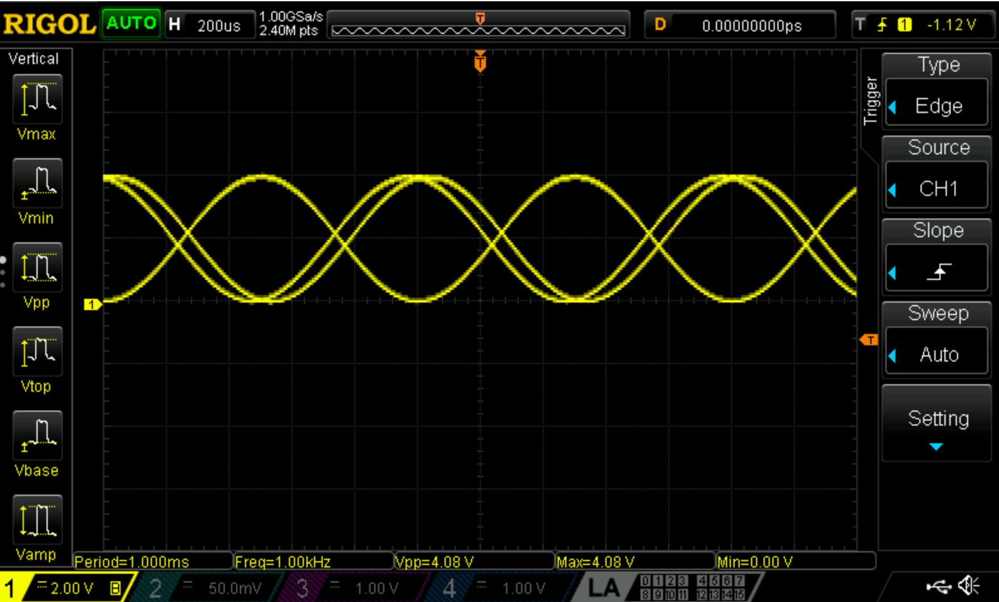 RIGOL AUTO H 200us 1.00GSa/s
2.40M pts
T
D 0.00000000ps T 1 -1.12 V
Vertical
Vmax
Vmin
Vpp
Vtop
Vbase
Vamp
T
1
T
Trigger
Type
Edge
Source
CH1
Slope
Sweep
Auto
Setting
Period=1.000ms Freq=1.00kHz Vpp=4.08 V Max=4.08 V Min=0.00 V
1 2.00 V B 2 50.0mV 3 1.00 V 4 1.00 V LA
0 1 2 3 4 5 6 7
8 9 10 11 12 13 14 15